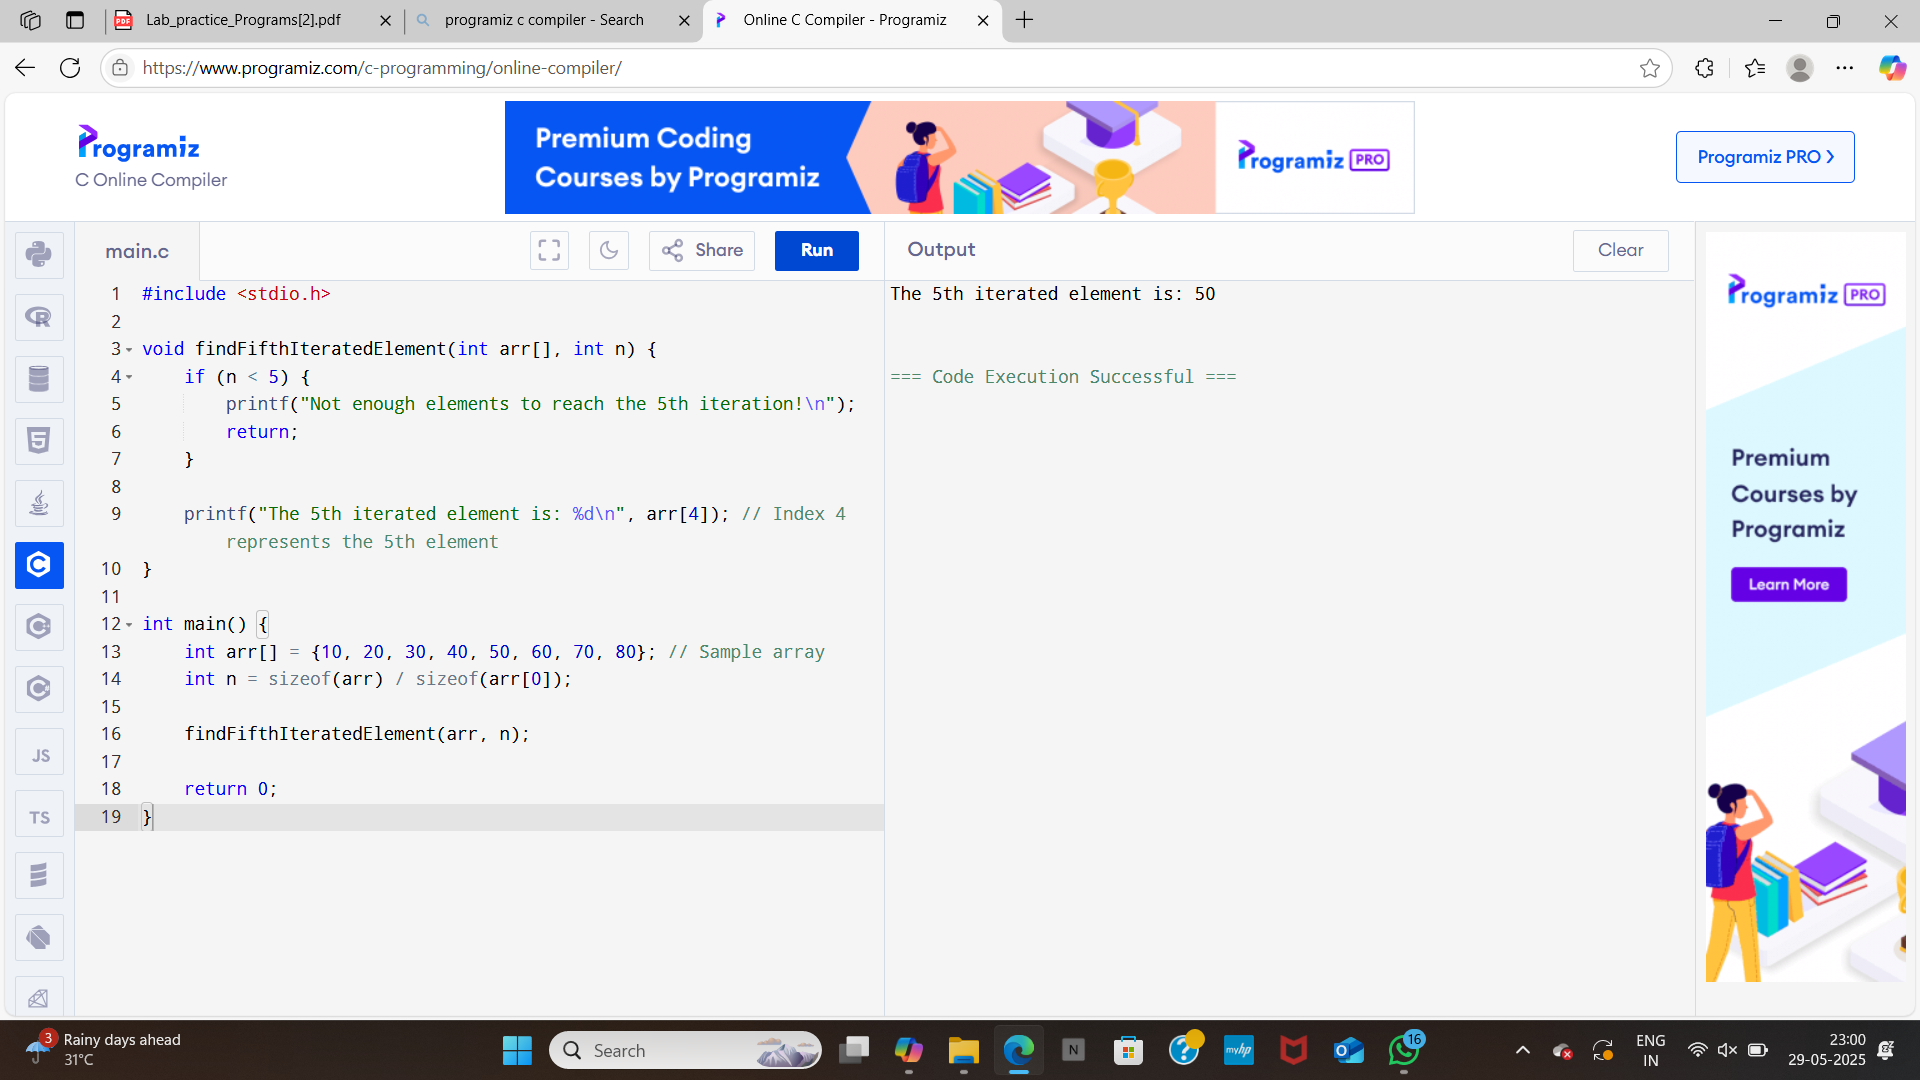 Lab_practice_Programs[2].pdf
programiz c compiler - Search
Online C Compiler - Programiz
https://www.programiz.com/c-programming/online-compiler/
Programiz
C Online Compiler
Premium Coding
Courses by Programiz
Programiz PRO
Programiz PRO
main.c
Share
Run
Output
Clear
1 #include <stdio.h>
2
3 void findFifthIteratedElement(int arr[], int n) {
4 if (n < 5) {
5 printf("Not enough elements to reach the 5th iteration!\n");
6 return;
7 }
8
9 printf("The 5th iterated element is: %d\n", arr[4]); // Index 4
represents the 5th element
10 }
11
12 int main() {
13 int arr[] = {10, 20, 30, 40, 50, 60, 70, 80}; // Sample array
14 int n = sizeof(arr) / sizeof(arr[0]);
15
16 findFifthIteratedElement(arr, n);
17
18 return 0;
19 }
The 5th iterated element is: 50
=== Code Execution Successful ===
R
5
C
C
C
JS
TS
Programiz PRO
Premium
Courses by
Programiz
Learn More
3
Rainy days ahead
31°C
Search
N
?
myhp
16
ENG
IN
23:00
29-05-2025